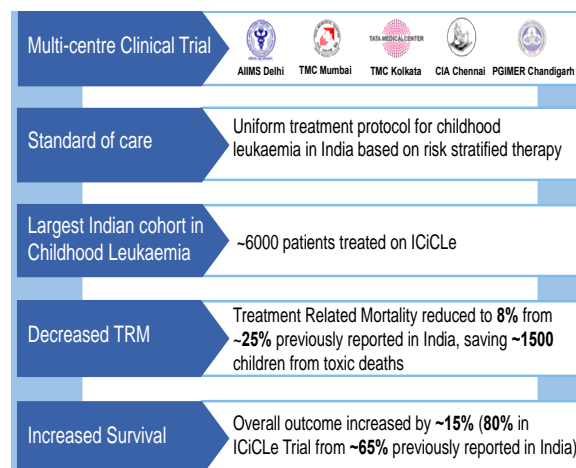 Multi-centre Clinical Trial
TATA MEDICAL CENTER
AIIMS Delhi TMC Mumbai TMC Kolkata CIA Chennai PGIMER Chandigarh
Standard of care
Uniform treatment protocol for childhood
leukaemia in India based on risk stratified therapy
Largest Indian cohort in
Childhood Leukaemia
~6000 patients treated on ICiCLe
Decreased TRM
Treatment Related Mortality reduced to 8% from
~25% previously reported in India, saving ~1500
children from toxic deaths
Increased Survival
Overall outcome increased by ~15% (80% in
ICiCLe Trial from ~65% previously reported in India)